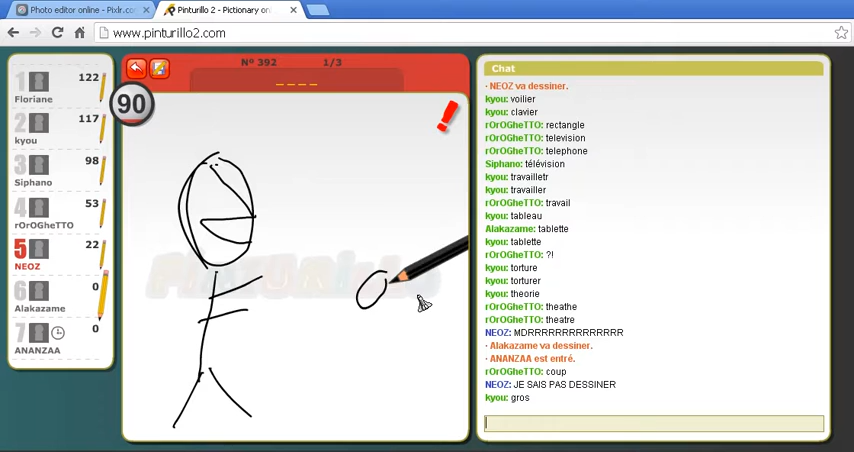 Photo editor online - Pixlr.co
Pinturillo 2 - Pictionary on
www.pinturillo2.com
1 122
Floriane
2 117
kyou
3 98
Siphano
4 53
rOrOGheTTO
5 22
NEOZ
6 0
Alakazame
7 0
ANANZAA
Nº 392 1/3
_ _ _ _
90
!
Chat
· NEOZ va dessiner.
kyou: voilier
kyou: clavier
rOrOGheTTO: rectangle
rOrOGheTTO: television
rOrOGheTTO: telephone
Siphano: télévision
kyou: travailletr
kyou: travailler
rOrOGheTTO: travail
kyou: tableau
Alakazame: tablette
kyou: tablette
rOrOGheTTO: ?!
kyou: torture
kyou: torturer
kyou: theorie
rOrOGheTTO: theathe
rOrOGheTTO: theatre
NEOZ: MDRRRRRRRRRRRRRR
· Alakazame va dessiner.
· ANANZAA est entré.
rOrOGheTTO: coup
NEOZ: JE SAIS PAS DESSINER
kyou: gros